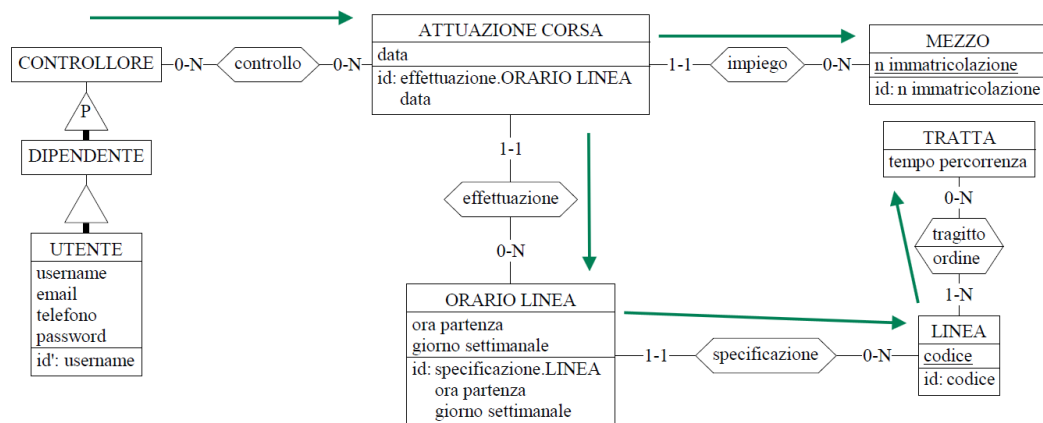 ATTUAZIONE CORSA
data
id: effettuazione.ORARIO LINEA
data
CONTROLLORE
0-N
controllo
0-N
1-1
impiego
0-N
MEZZO
n immatricolazione
id: n immatricolazione
P
DIPENDENTE
UTENTE
username
email
telefono
password
id': username
1-1
effettuazione
0-N
TRATTA
tempo percorrenza
0-N
tragitto
ordine
1-N
ORARIO LINEA
ora partenza
giorno settimanale
id: specificazione.LINEA
ora partenza
giorno settimanale
1-1
specificazione
0-N
LINEA
codice
id: codice